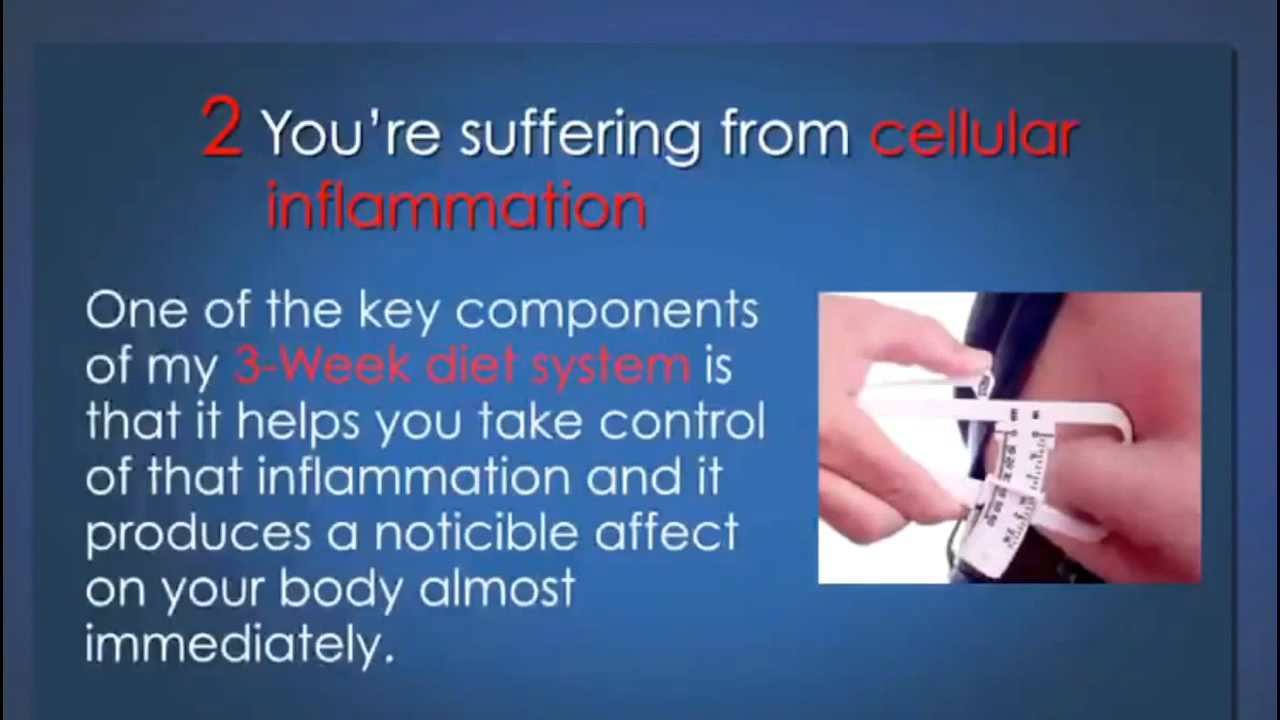 2 You're suffering from cellular
inflammation
One of the key components
of my 3-Week diet system is
that it helps you take control
of that inflammation and it
produces a noticible affect
on your body almost
immediately.